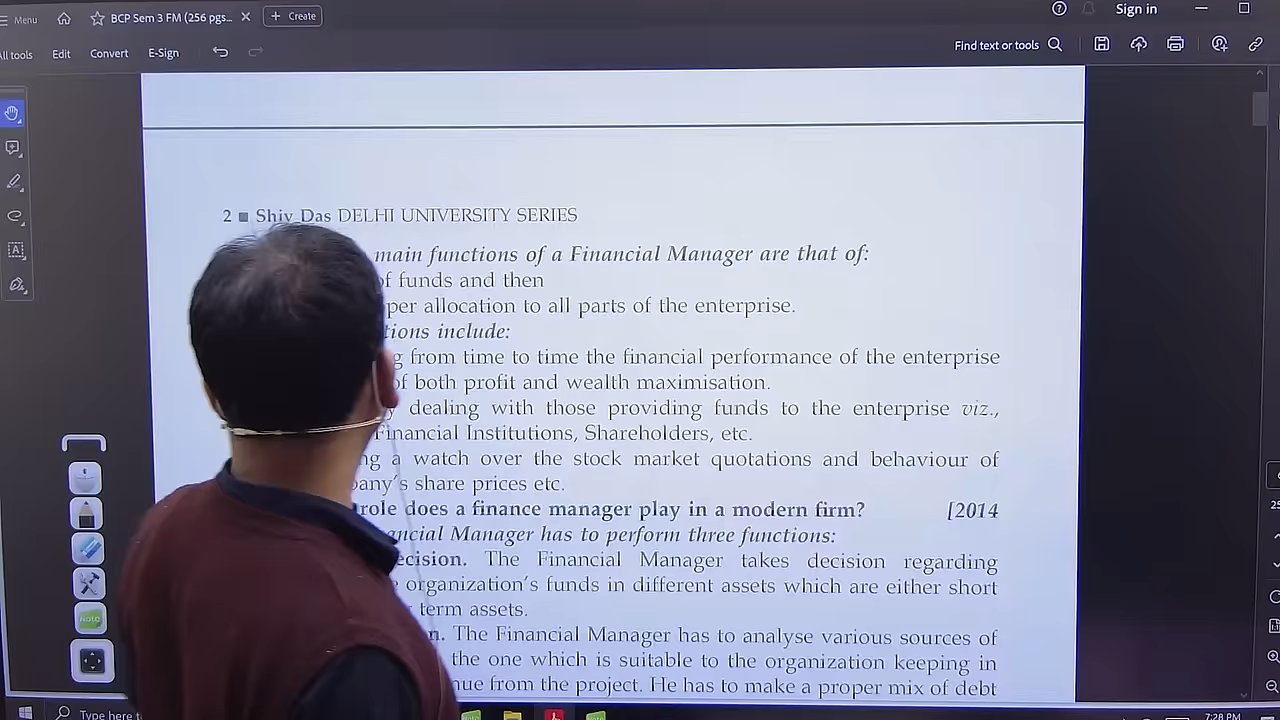 Menu
BCP Sem 3 FM (256 pgs...
Create
Sign in
All tools
Edit
Convert
E-Sign
Find text or tools
2 ■ Shiv Das DELHI UNIVERSITY SERIES
main functions of a Financial Manager are that of:
of funds and then
per allocation to all parts of the enterprise.
tions include:
g from time to time the financial performance of the enterprise
of both profit and wealth maximisation.
dealing with those providing funds to the enterprise viz.,
Financial Institutions, Shareholders, etc.
ng a watch over the stock market quotations and behaviour of
pany's share prices etc.
role does a finance manager play in a modern firm? [2014
ancial Manager has to perform three functions:
ecision. The Financial Manager takes decision regarding
organization's funds in different assets which are either short
term assets.
n. The Financial Manager has to analyse various sources of
the one which is suitable to the organization keeping in
nue from the project. He has to make a proper mix of debt
NOTE
Type here t
7:28 PM